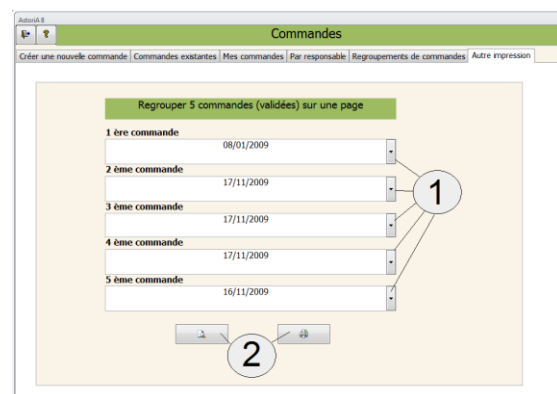 AstoriA 8
Commandes
Créer une nouvelle commande Commandes existantes Mes commandes Par responsable Regroupements de commandes Autre impression
Regrouper 5 commandes (validées) sur une page
1 ère commande
08/01/2009
2 ème commande
17/11/2009
3 ème commande
17/11/2009
4 ème commande
17/11/2009
5 ème commande
16/11/2009
1
2